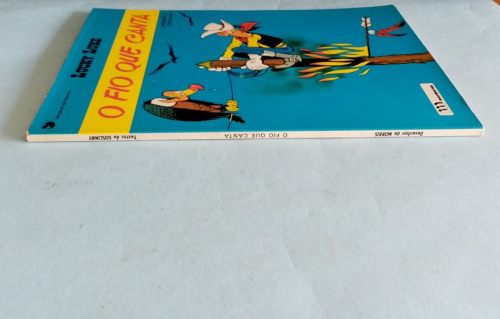 LUCKY LUKE
O FIO QUE CANTA
Textos de GOSCINNY
O FIO QUE CANTA
Desenhos de MORRIS